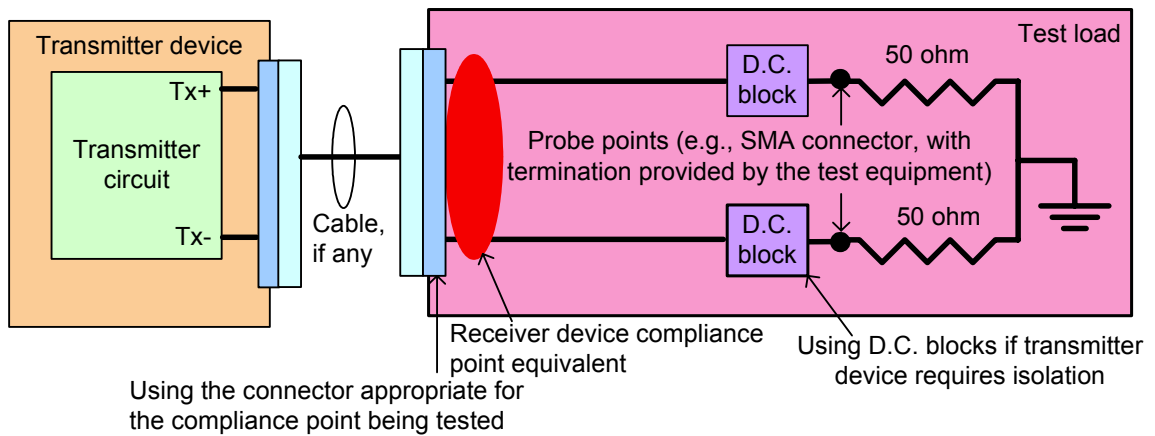 Transmitter device
Tx+
Transmitter
circuit
Tx-
Cable,
if any
Test load
D.C.
block
50 ohm
Probe points (e.g., SMA connector, with
termination provided by the test equipment)
D.C.
block
50 ohm
Receiver device compliance
point equivalent
Using D.C. blocks if transmitter
device requires isolation
Using the connector appropriate for
the compliance point being tested